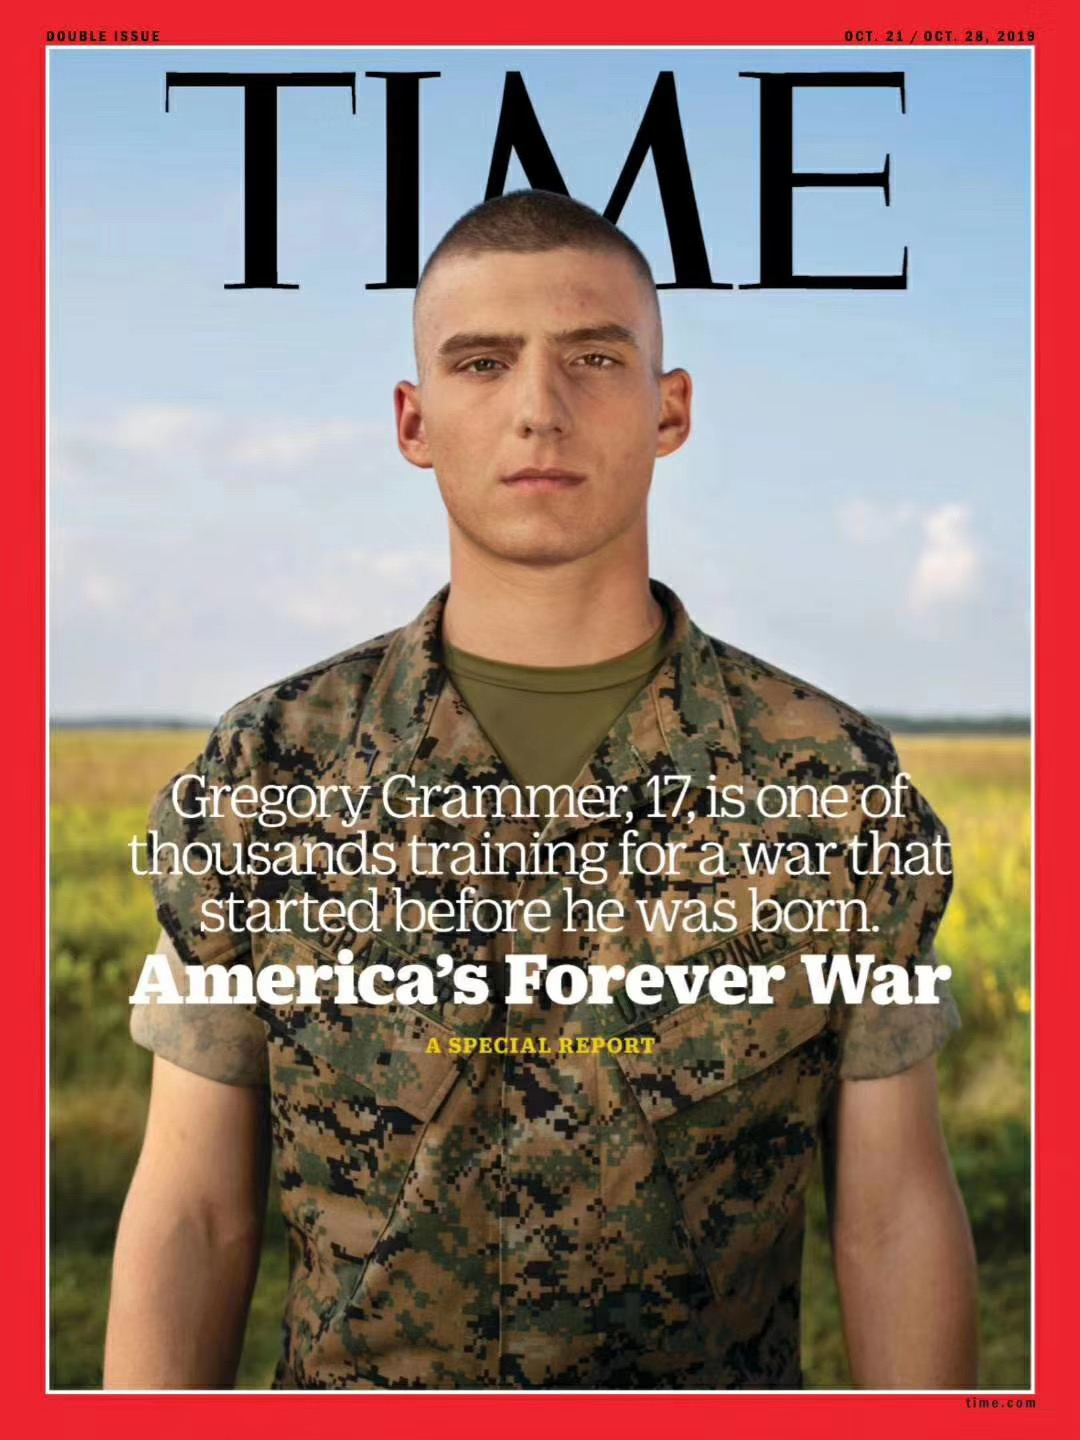 DOUBLE ISSUE
OCT. 21 / OCT. 28, 2019
TIME
Gregory Grammer, 17, is one of
thousands training for a war that
started before he was born.
America's Forever War
A SPECIAL REPORT
time.com